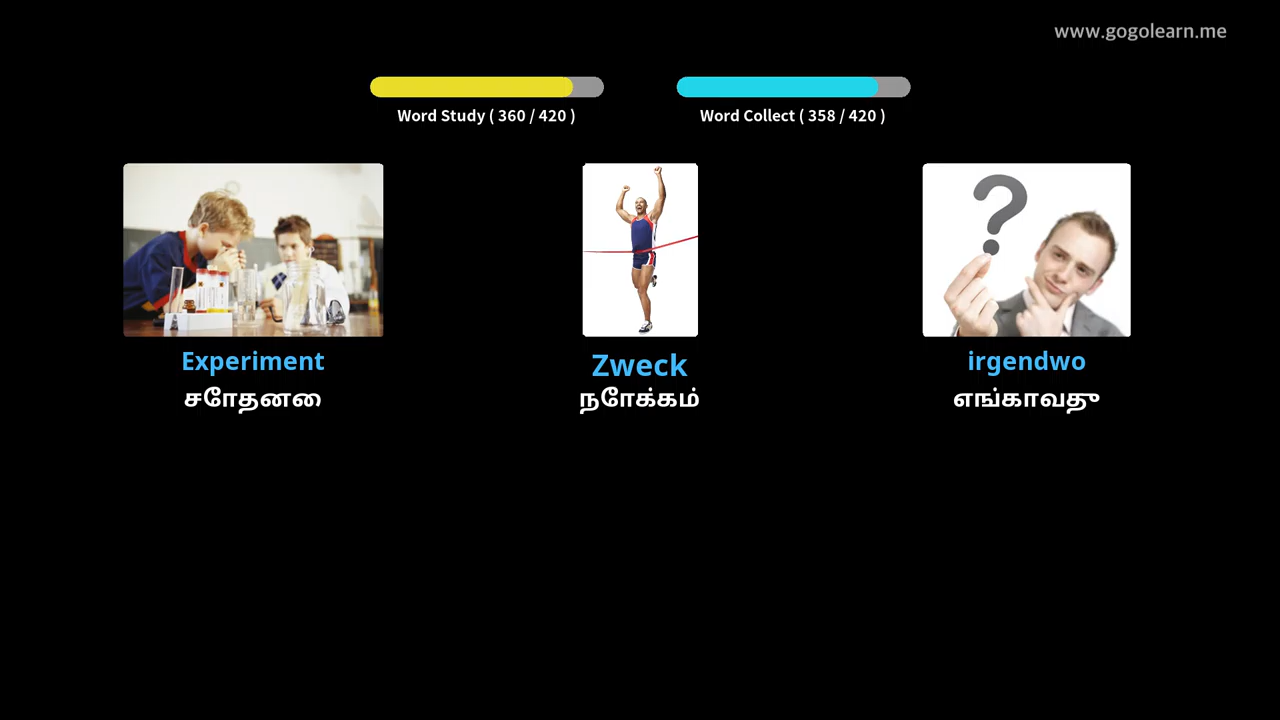 www.gogolearn.me
Word Study ( 360 / 420 )
Word Collect ( 358 / 420 )
Experiment
Zweck
irgendwo
சோதனை
நோக்கம்
எங்காவது